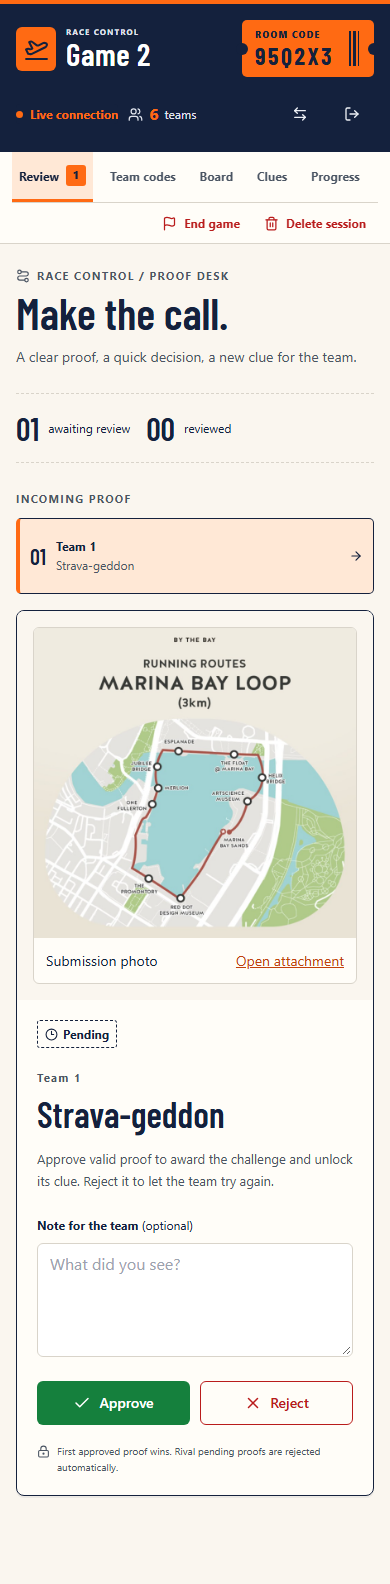 RACE CONTROL
Game 2
ROOM CODE
95Q2X3
Live connection 6 teams
Review 1 Team codes Board Clues Progress
End game Delete session
RACE CONTROL / PROOF DESK
Make the call.
A clear proof, a quick decision, a new clue for the team.
01 awaiting review 00 reviewed
INCOMING PROOF
01 Team 1
Strava-geddon
BY THE BAY
RUNNING ROUTES
MARINA BAY LOOP
(3km)
ESPLANADE
JUBILEE
BRIDGE
THE FLOAT
@ MARINA BAY
HELIX
BRIDGE
MERLION
ARTSCIENCE
MUSEUM
ONE
FULLERTON
MARINA
BAY SANDS
THE
PROMONTORY
RED DOT
DESIGN MUSEUM
Submission photo Open attachment
Pending
Team 1
Strava-geddon
Approve valid proof to award the challenge and unlock
its clue. Reject it to let the team try again.
Note for the team (optional)
What did you see?
Approve Reject
First approved proof wins. Rival pending proofs are rejected
automatically.